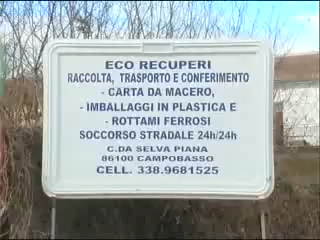 ECO RECUPERI
RACCOLTA, TRASPORTO E CONFERIMENTO
- CARTA DA MACERO,
- IMBALLAGGI IN PLASTICA E
- ROTTAMI FERROSI
SOCCORSO STRADALE 24h/24h
C.DA SELVA PIANA
86100 CAMPOBASSO
CELL. 338.9681525